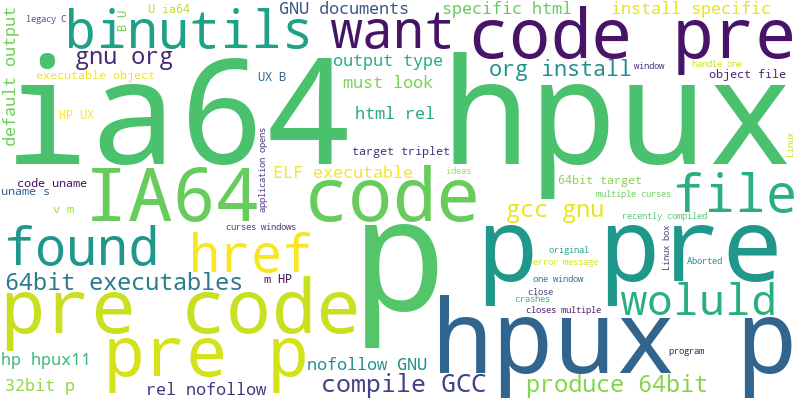 legacy C
B U
U ia64
GNU documents
specific html
install specific
binutils
want
code pre
default output
gnu org
output type
org install
window
handle one
executable object
UX B
must look
object file
ia64
hpux
HP UX
html rel
Linux
application opens
target triplet
code uname
ELF executable
ideas
64bit target
uname s
IA64
code
multiple curses
file
v m
gcc gnu
recently compiled
curses windows
p
p
pre
found
href
Linux box
original
error message
Aborted
64bit executables
m HP
one window
close
crashes
closes multiple
woluld
pre code
hpux p
pre p
program
hp hpux11
nofollow GNU
32bit p
rel nofollow
compile GCC
produce 64bit